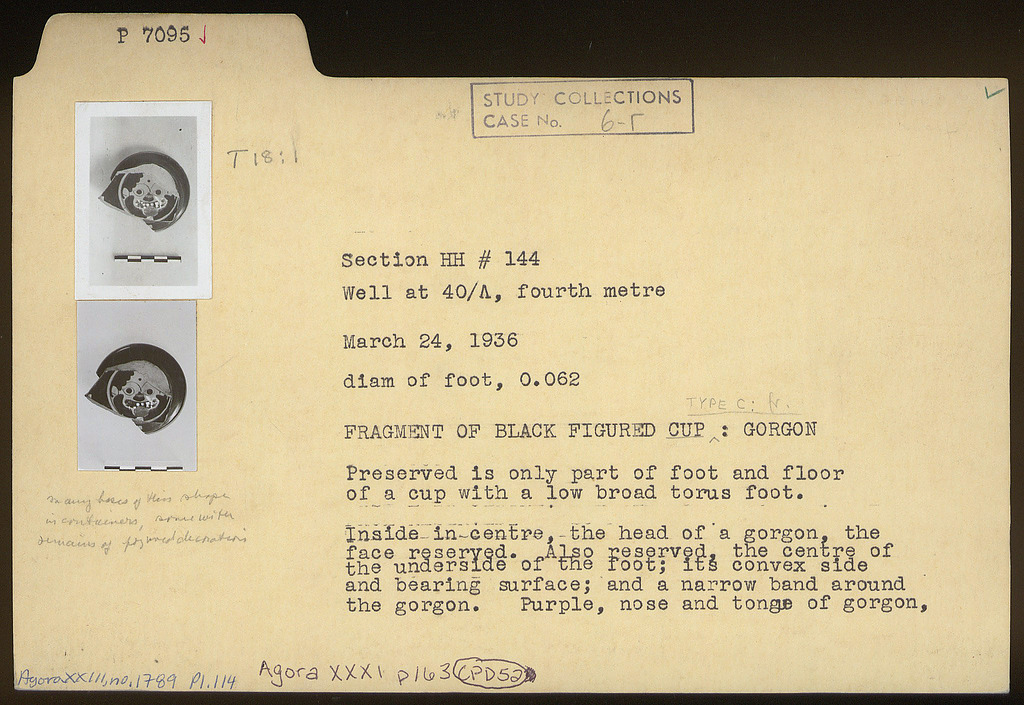 P 7095 ✓
STUDY COLLECTIONS
CASE No. 6-Γ
T 18:1
Section HH # 144
Well at 40/Λ, fourth metre
March 24, 1936
diam of foot, 0.062
TYPE C: fr.
FRAGMENT OF BLACK FIGURED CUP ^ : GORGON
Preserved is only part of foot and floor
of a cup with a low broad torus foot.
many bases of this shape
in containers, some with
remains of figured decoration
Inside in centre, the head of a gorgon, the
face reserved. Also reserved, the centre of
the underside of the foot; its convex side
and bearing surface; and a narrow band around
the gorgon. Purple, nose and tongue of gorgon,
Agora XXIII, no. 1789 Pl. 114
Agora XXXI p163 CPD52